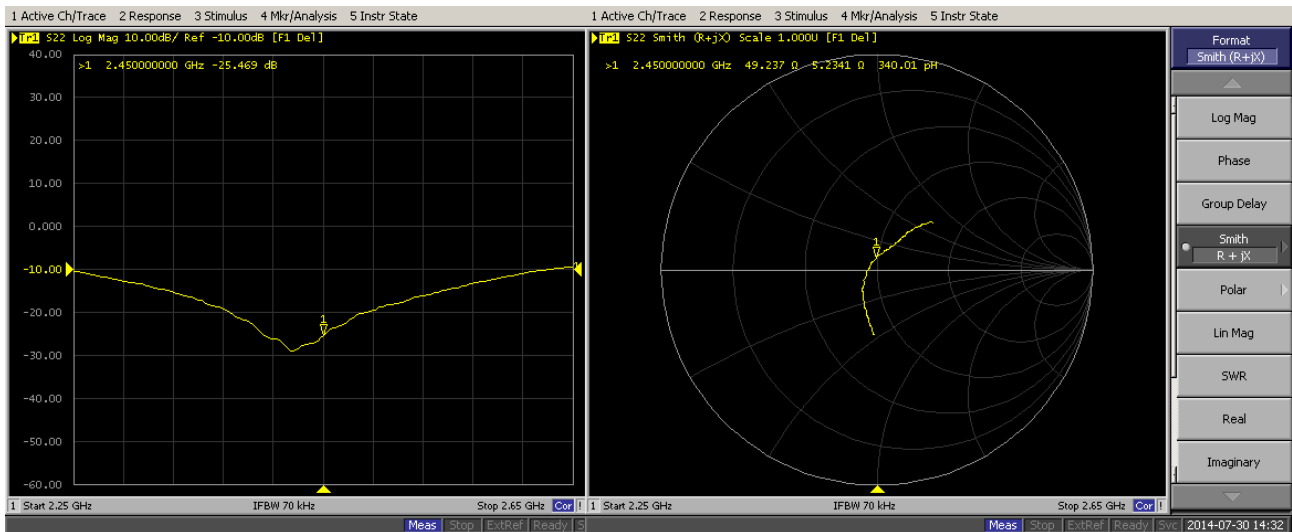 1 Active Ch/Trace 2 Response 3 Stimulus 4 Mkr/Analysis 5 Instr State
Tr1 S22 Log Mag 10.00dB/ Ref -10.00dB [F1 Del]
40.00
>1 2.450000000 GHz -25.469 dB
30.00
20.00
10.00
0.000
-10.00
1
-20.00
-30.00
-40.00
-50.00
-60.00
1 Start 2.25 GHz IFBW 70 kHz Stop 2.65 GHz Cor !
Meas Stop ExtRef Ready S
1 Active Ch/Trace 2 Response 3 Stimulus 4 Mkr/Analysis 5 Instr State
Tr1 S22 Smith (R+jX) Scale 1.000U [F1 Del]
>1 2.450000000 GHz 49.237 Ω 5.2341 Ω 340.01 pH
1
1 Start 2.25 GHz IFBW 70 kHz Stop 2.65 GHz Cor !
Meas Stop ExtRef Ready Svc 2014-07-30 14:32
Format
Smith (R+jX)
Log Mag
Phase
Group Delay
Smith
R + jX
Polar
Lin Mag
SWR
Real
Imaginary